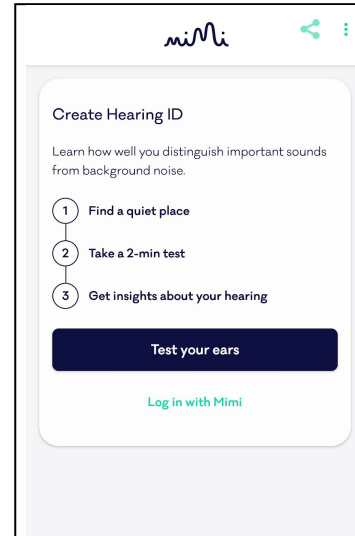 mimi
Create Hearing ID
Learn how well you distinguish important sounds
from background noise.
1 Find a quiet place
2 Take a 2-min test
3 Get insights about your hearing
Test your ears
Log in with Mimi